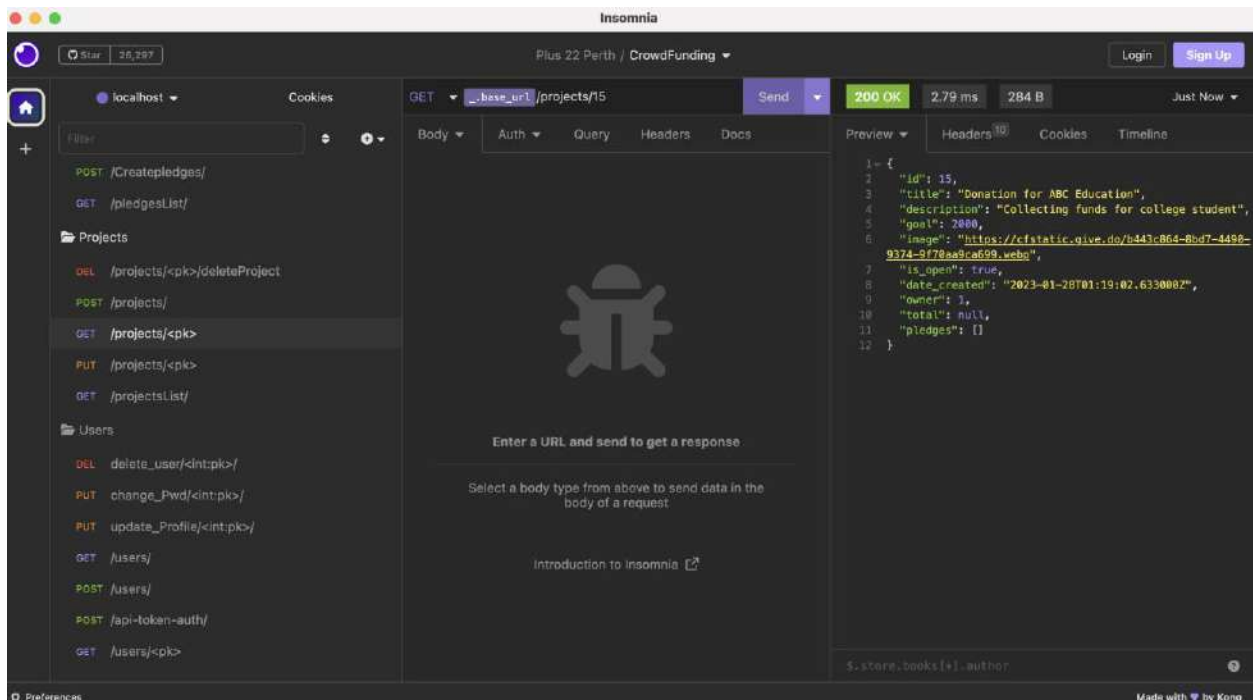 Insomnia
Star 26,297
Plus 22 Perth / CrowdFunding
Login
Sign Up
localhost
Cookies
Filter
POST /Createpledges/
GET /pledgesList/
Projects
DEL /projects/<pk>/deleteProject
POST /projects/
GET /projects/<pk>
PUT /projects/<pk>
GET /projectsList/
Users
DEL delete_user/<int:pk>/
PUT change_Pwd/<int:pk>/
PUT update_Profile/<int:pk>/
GET /users/
POST /users/
POST /api-token-auth/
GET /users/<pk>
Preferences
GET _.base_url /projects/15
Send
Body Auth Query Headers Docs
Enter a URL and send to get a response
Select a body type from above to send data in the
body of a request
Introduction to Insomnia
200 OK 2.79 ms 284 B Just Now
Preview Headers 10 Cookies Timeline
1 {
2 "id": 15,
3 "title": "Donation for ABC Education",
4 "description": "Collecting funds for college student",
5 "goal": 2000,
6 "image": "https://cfstatic.give.do/b443c864-8bd7-4490-
9374-9f70aa9ca699.webp",
7 "is_open": true,
8 "date_created": "2023-01-28T01:19:02.633000Z",
9 "owner": 1,
10 "total": null,
11 "pledges": []
12 }
$.store.books[*].author
Made with by Kong